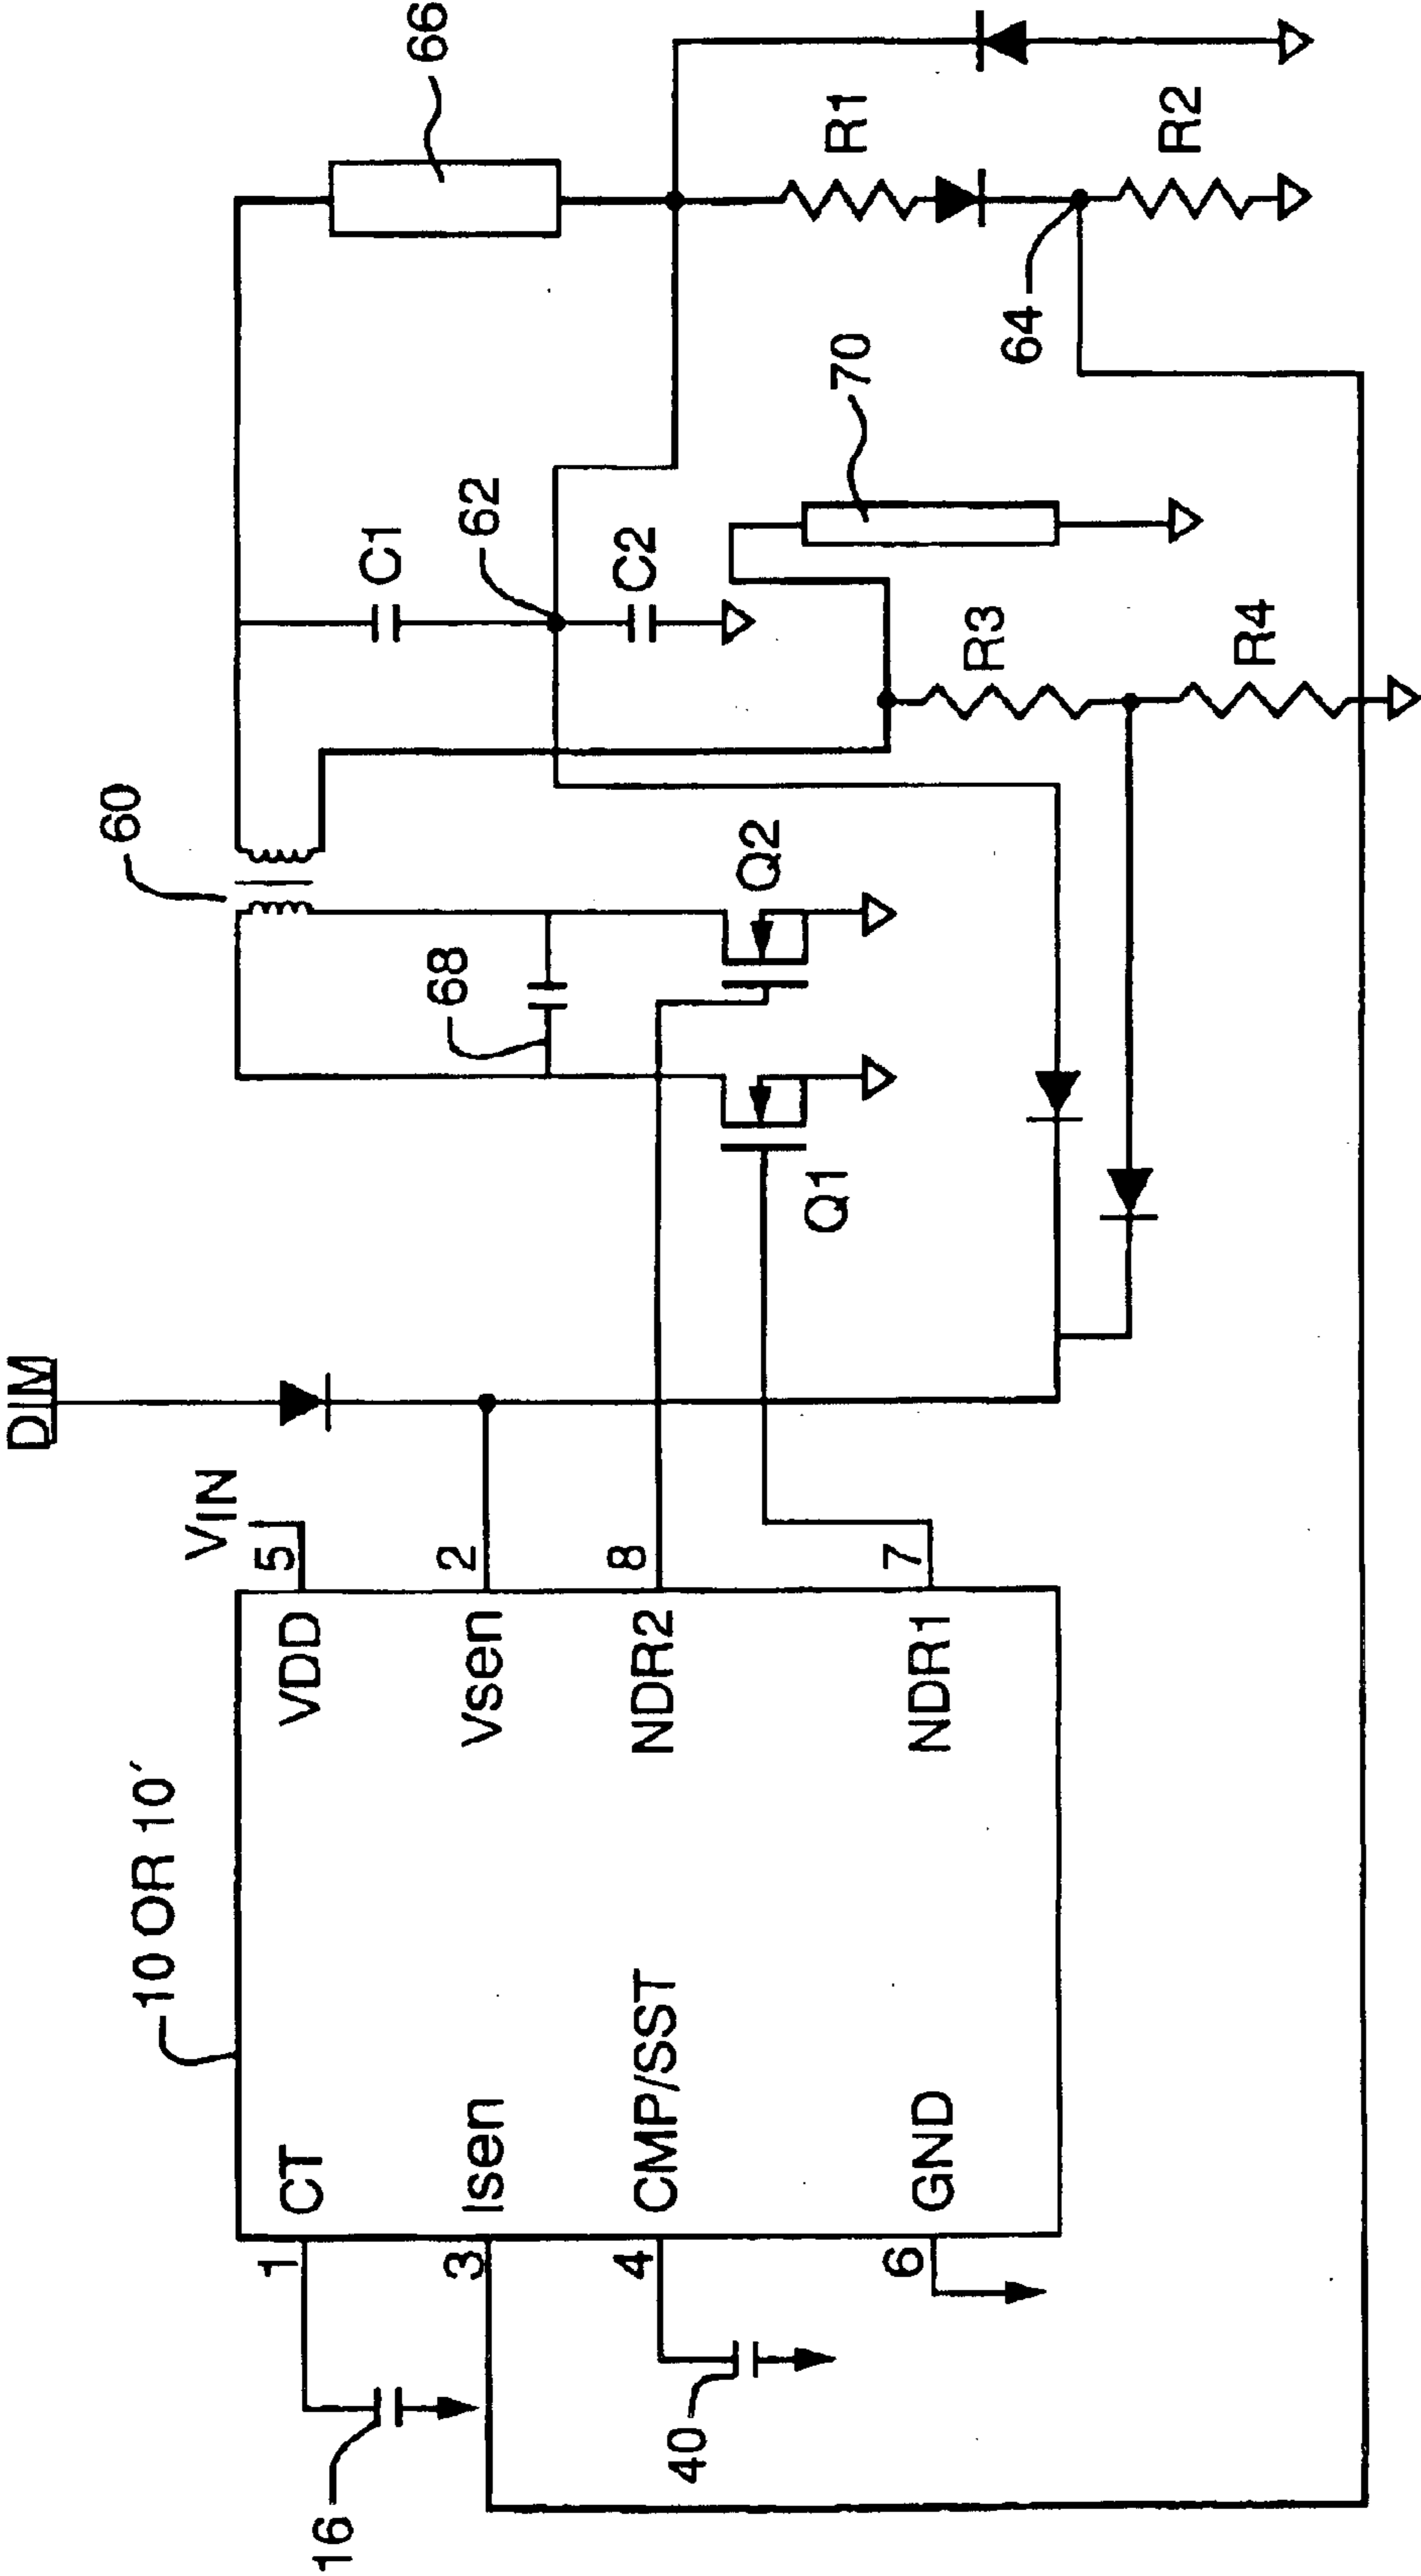 DIM
10 OR 10´
60
66
VIN
CT
VDD
1
5
16
C1
68
62
Isen
Vsen
3
2
C2
R1
CMP/SST
NDR2
4
8
40
Q2
70
Q1
64
R2
GND
NDR1
6
7
R3
R4